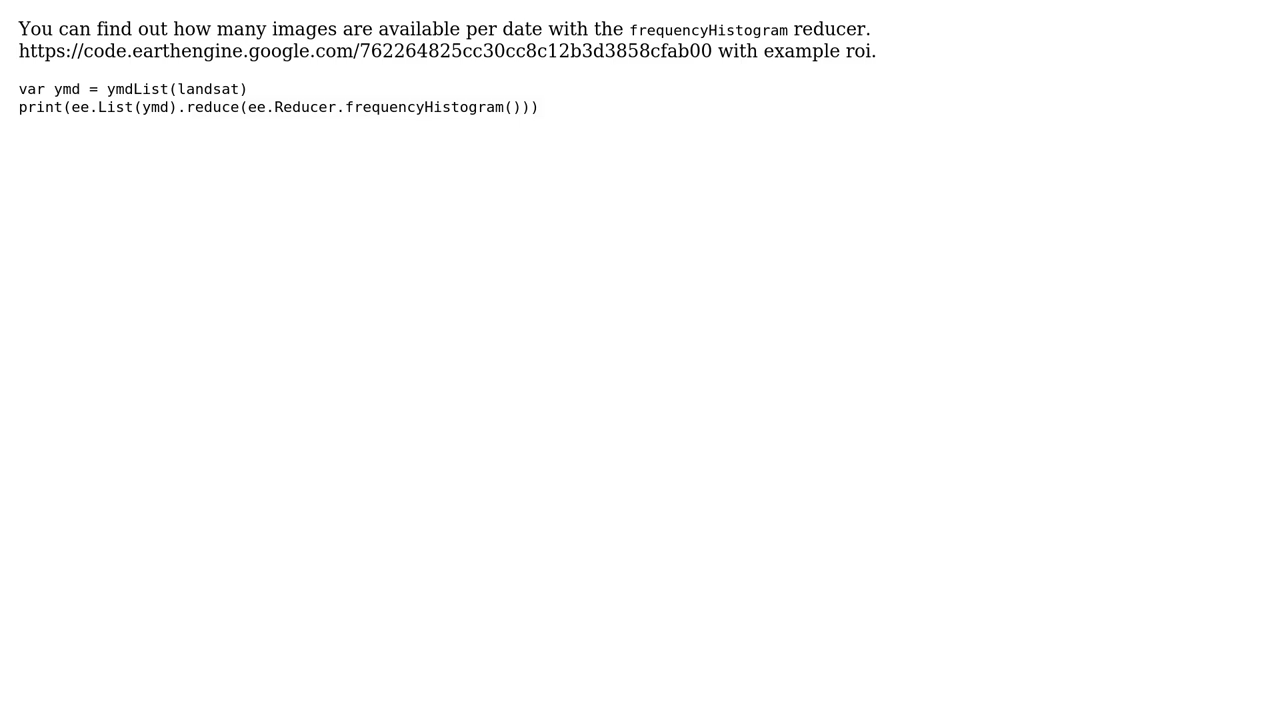 You can find out how many images are available per date with the frequencyHistogram reducer.
https://code.earthengine.google.com/762264825cc30cc8c12b3d3858cfab00 with example roi.
var ymd = ymdList(landsat)
print(ee.List(ymd).reduce(ee.Reducer.frequencyHistogram()))